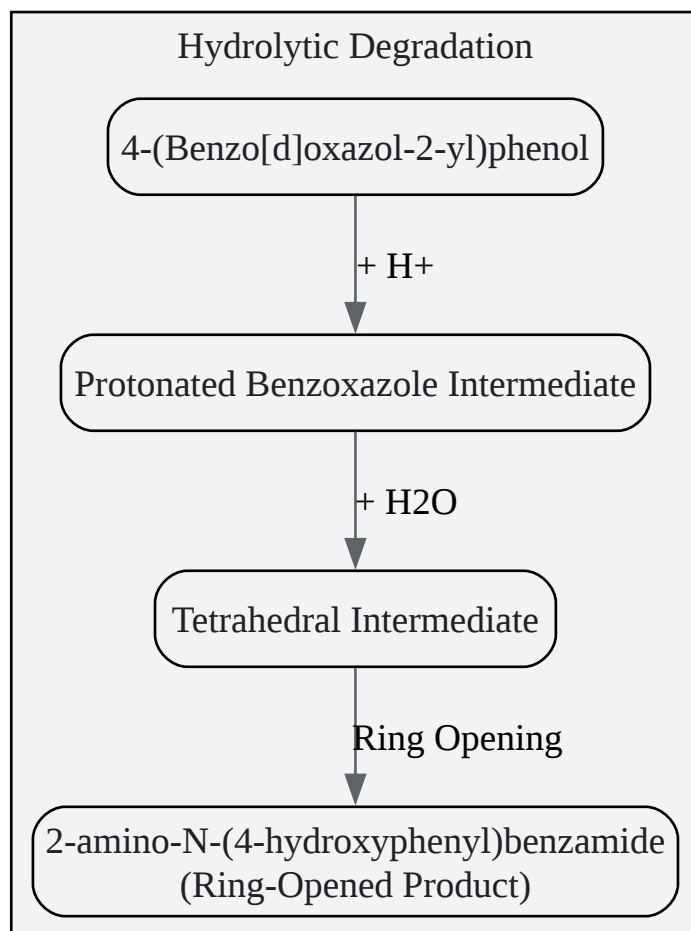 Hydrolytic Degradation
4-(Benzo[d]oxazol-2-yl)phenol
+ H+
Protonated Benzoxazole Intermediate
+ H2O
Tetrahedral Intermediate
Ring Opening
2-amino-N-(4-hydroxyphenyl)benzamide
(Ring-Opened Product)